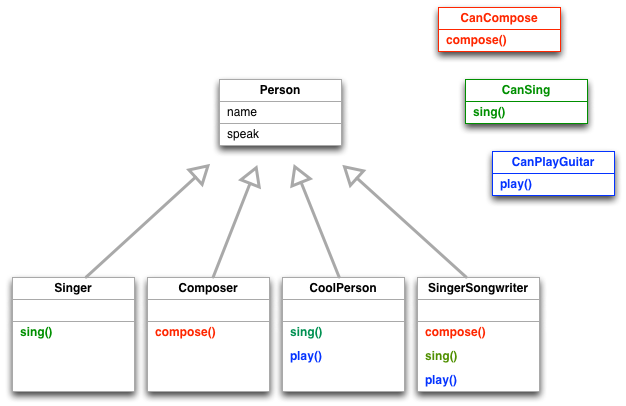 CanCompose
compose()
Person
name
speak
CanSing
sing()
CanPlayGuitar
play()
Singer
sing()
Composer
compose()
CoolPerson
sing()
play()
SingerSongwriter
compose()
sing()
play()